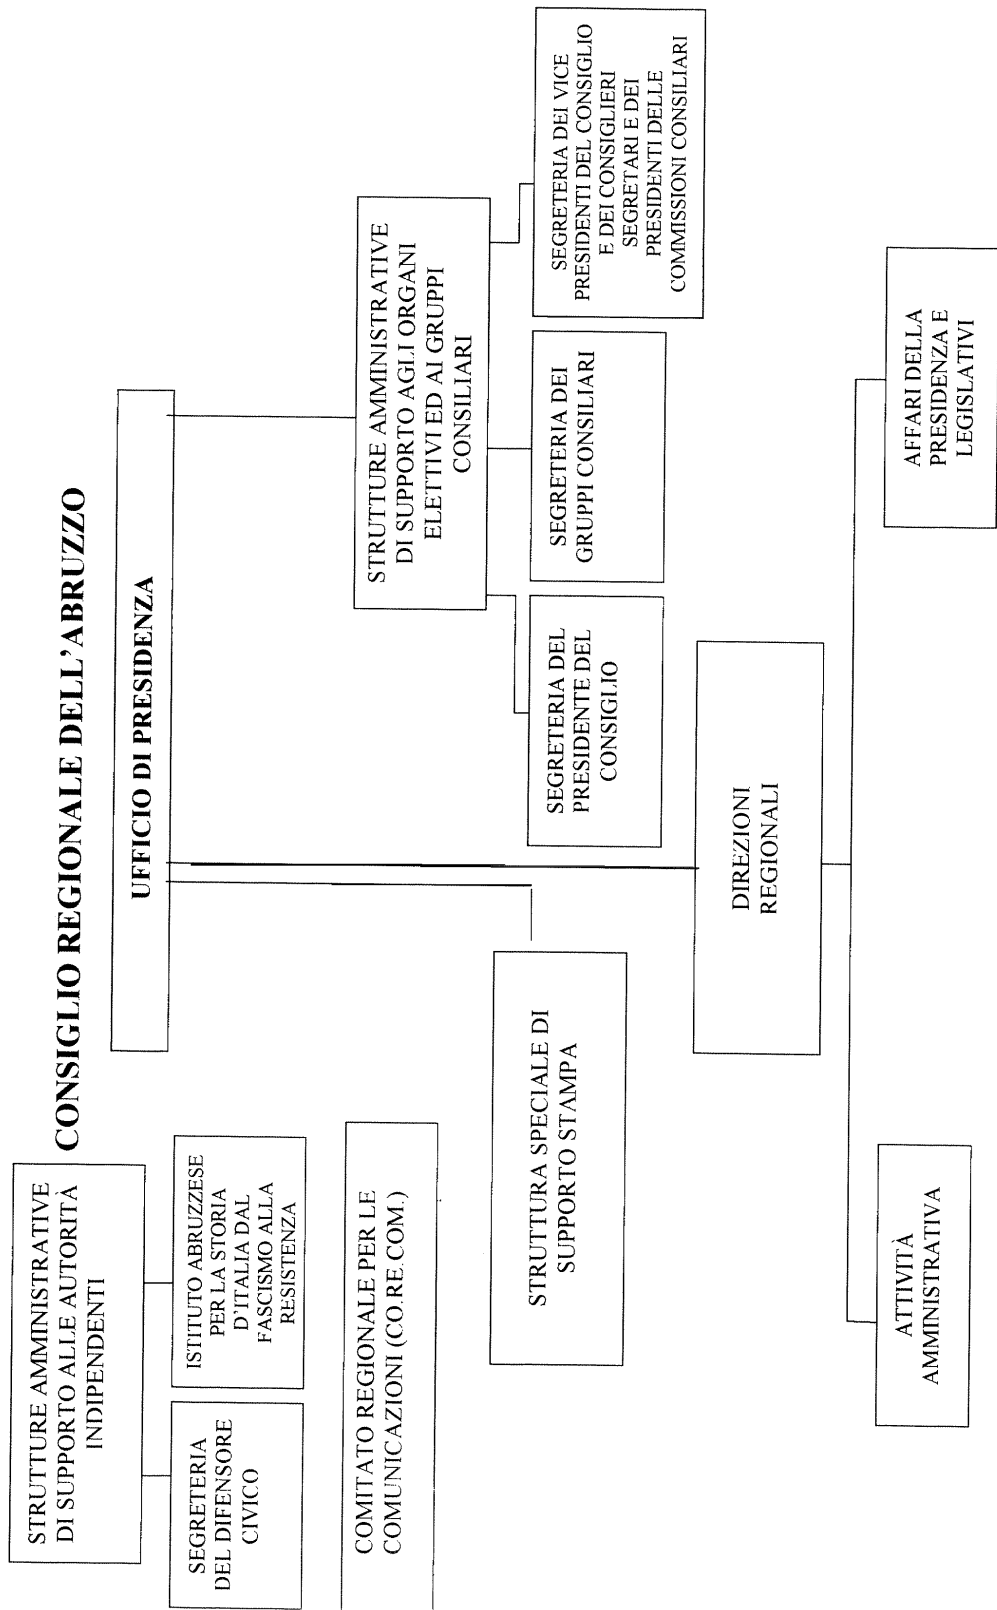 CONSIGLIO REGIONALE DELL'ABRUZZO
STRUTTURE AMMINISTRATIVE
DI SUPPORTO ALLE AUTORITÀ
INDIPENDENTI
UFFICIO DI PRESIDENZA
SEGRETERIA
DEL DIFENSORE
CIVICO
ISTITUTO ABRUZZESE
PER LA STORIA
D'ITALIA DAL
FASCISMO ALLA
RESISTENZA
COMITATO REGIONALE PER LE
COMUNICAZIONI (CO.RE.COM.)
STRUTTURE AMMINISTRATIVE
DI SUPPORTO AGLI ORGANI
ELETTIVI ED AI GRUPPI
CONSILIARI
STRUTTURA SPECIALE DI
SUPPORTO STAMPA
SEGRETERIA DEL
PRESIDENTE DEL
CONSIGLIO
SEGRETERIA DEI
GRUPPI CONSILIARI
SEGRETERIA DEI VICE
PRESIDENTI DEL CONSIGLIO
E DEI CONSIGLIERI
SEGRETARI E DEI
PRESIDENTI DELLE
COMMISSIONI CONSILIARI
DIREZIONI
REGIONALI
ATTIVITÀ
AMMINISTRATIVA
AFFARI DELLA
PRESIDENZA E
LEGISLATIVI